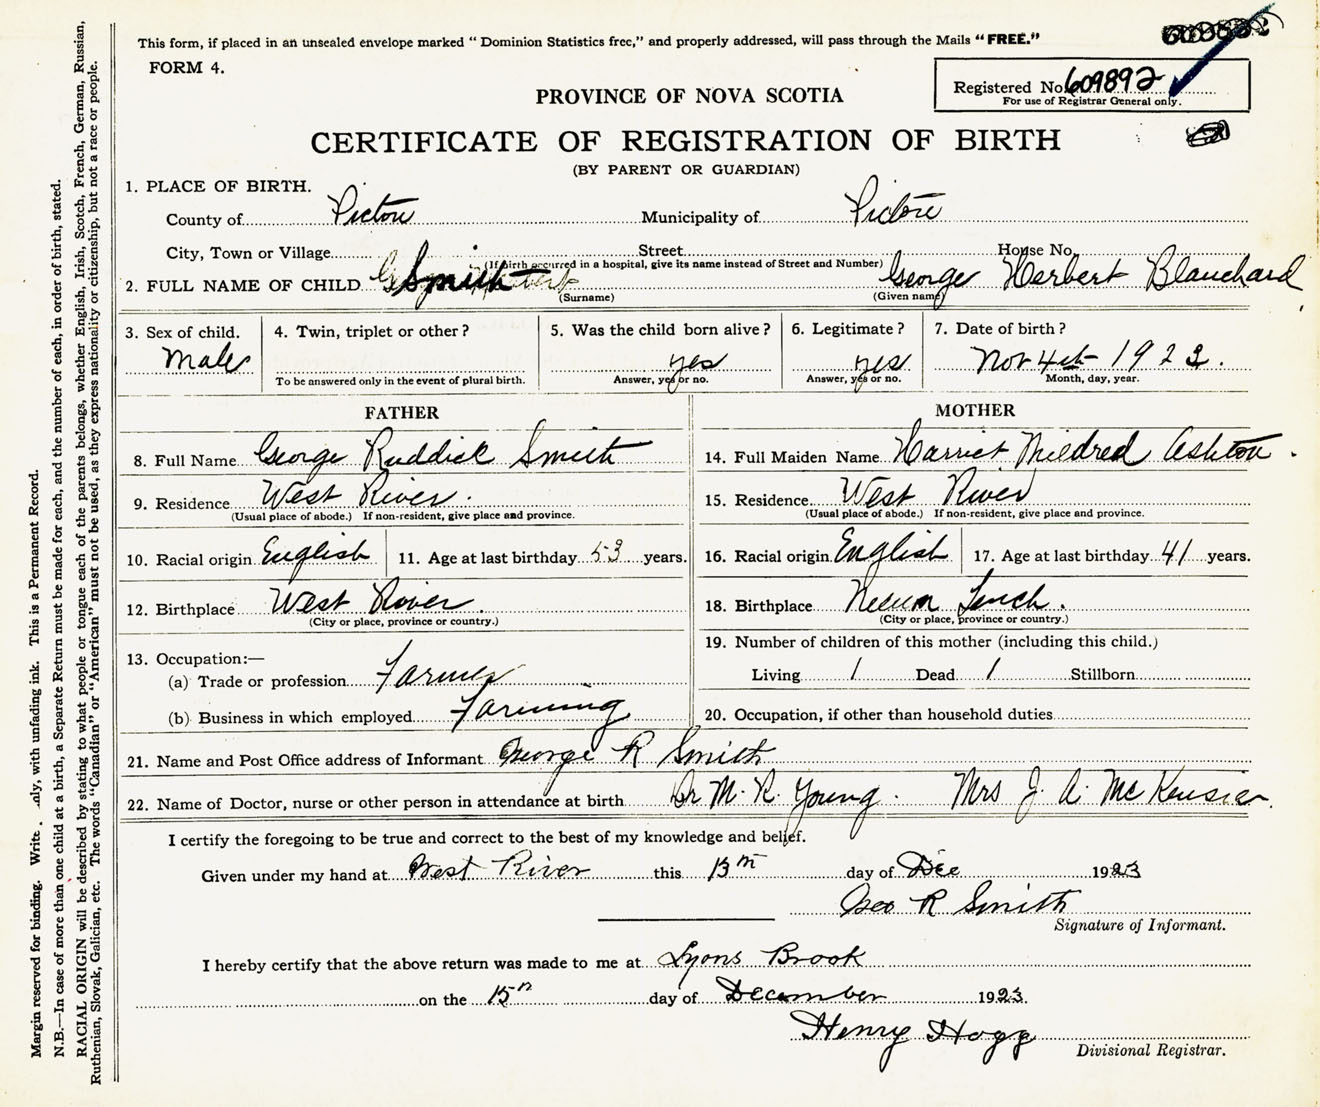 This form, if placed in an unsealed envelope marked "Dominion Statistics free," and properly addressed, will pass through the Mails "FREE."
FORM 4.
Registered No. 609892
For use of Registrar General only.
PROVINCE OF NOVA SCOTIA
CERTIFICATE OF REGISTRATION OF BIRTH
(BY PARENT OR GUARDIAN)
1. PLACE OF BIRTH.
County of Pictou Municipality of Pictou
City, Town or Village Street House No.
(If birth occurred in a hospital, give its name instead of Street and Number)
2. FULL NAME OF CHILD Smith George Herbert Blanchard
(Surname) (Given name)
3. Sex of child. 4. Twin, triplet or other? 5. Was the child born alive? 6. Legitimate? 7. Date of birth?
Male yes yes Nov 4th 1923.
To be answered only in the event of plural birth. Answer, yes or no. Answer, yes or no. Month, day, year.
FATHER MOTHER
8. Full Name George Ruddick Smith 14. Full Maiden Name Harriet Mildred Ashton.
9. Residence West River. 15. Residence West River
(Usual place of abode.) If non-resident, give place and province. (Usual place of abode.) If non-resident, give place and province.
10. Racial origin English 11. Age at last birthday 53 years. 16. Racial origin English 17. Age at last birthday 41 years.
12. Birthplace West River. 18. Birthplace
(City or place, province or country.) (City or place, province or country.)
19. Number of children of this mother (including this child.)
13. Occupation:—
(a) Trade or profession Farmer Living 1 Dead 1 Stillborn
(b) Business in which employed Farming 20. Occupation, if other than household duties
21. Name and Post Office address of Informant George R Smith
22. Name of Doctor, nurse or other person in attendance at birth Dr M. R. Young. Mrs J. A. McKensier.
I certify the foregoing to be true and correct to the best of my knowledge and belief.
Given under my hand at West River this 13th day of Dec 1923
Geo R Smith
Signature of Informant.
I hereby certify that the above return was made to me at Lyons Brook
on the 15th day of December 1923.
Henry Hogg
Divisional Registrar.
Margin reserved for binding. Write only, with unfading ink. This is a Permanent Record.
N.B.—In case of more than one child at a birth, a Separate Return must be made for each, and the number of each, in order of birth, stated.
RACIAL ORIGIN will be described by stating to what people or tongue each of the parents belongs, whether English, Irish, Scotch, French, German, Russian,
Ruthenian, Slovak, Galician, etc. The words "Canadian" or "American" must not be used, as they express nationality or citizenship, but not a race or people.